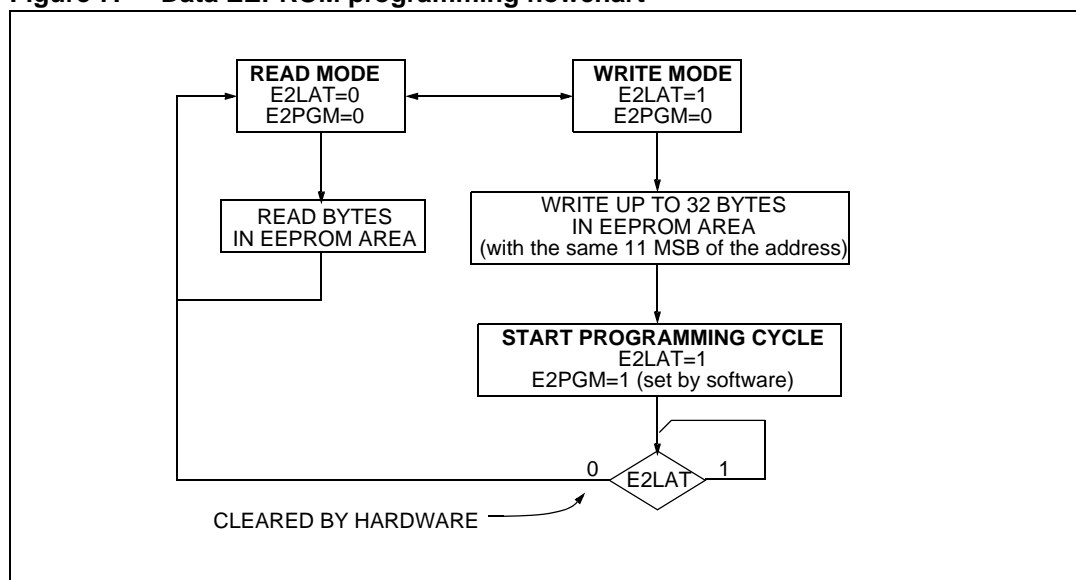 Data EEPROM programming flowchart
READ MODE
E2LAT=0
E2PGM=0
WRITE MODE
E2LAT=1
E2PGM=0
READ BYTES
IN EEPROM AREA
WRITE UP TO 32 BYTES
IN EEPROM AREA
(with the same 11 MSB of the address)
START PROGRAMMING CYCLE
E2LAT=1
E2PGM=1 (set by software)
0 E2LAT 1
CLEARED BY HARDWARE